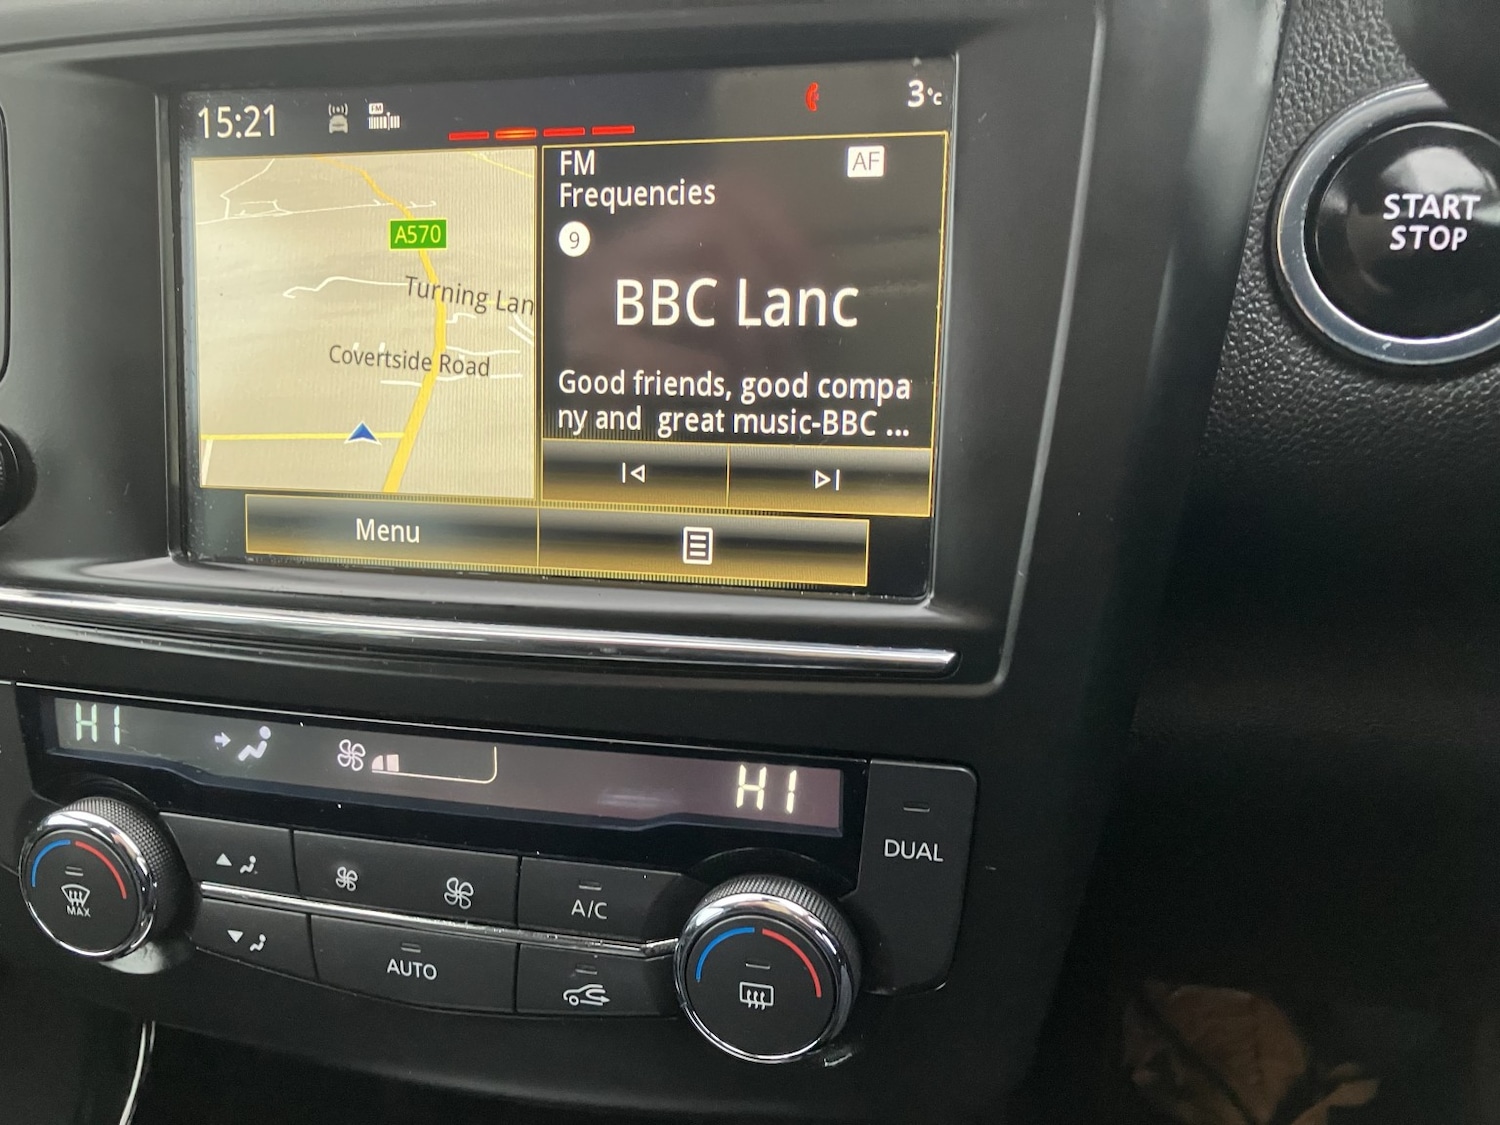 15:21
FM
3°C
START
STOP
FM
Frequencies
AF
9
A570
BBC Lanc
Turning Lan
Covertside Road
Good friends, good compa
ny and great music-BBC ...
Menu
HI
HI
DUAL
MAX
A/C
AUTO